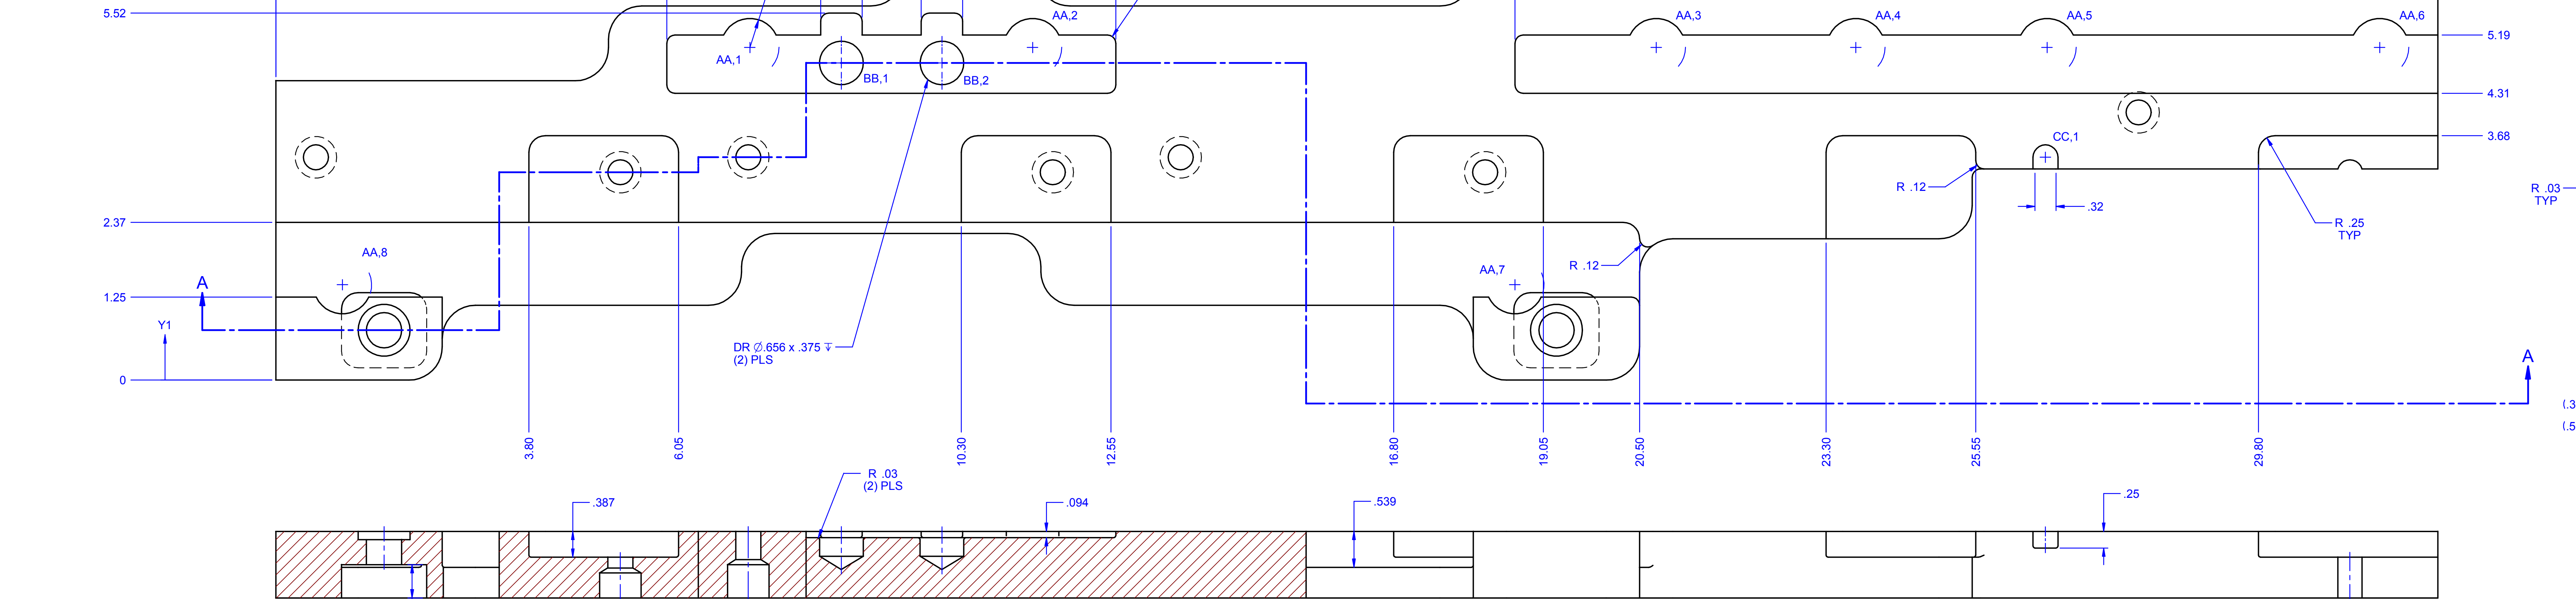 5.52
AA,1
AA,2
BB,1
BB,2
AA,3
AA,4
AA,5
AA,6
5.19
4.31
3.68
CC,1
R .12
.32
R .25
TYP
R .03
TYP
2.37
AA,8
A
1.25
Y1
0
AA,7
R .12
DR ∅.656 x .375 ↧
(2) PLS
A
3.80
6.05
10.30
12.55
16.80
19.05
20.50
23.30
25.55
29.80
(.3
(.5
R .03
(2) PLS
.387
.094
.539
.25